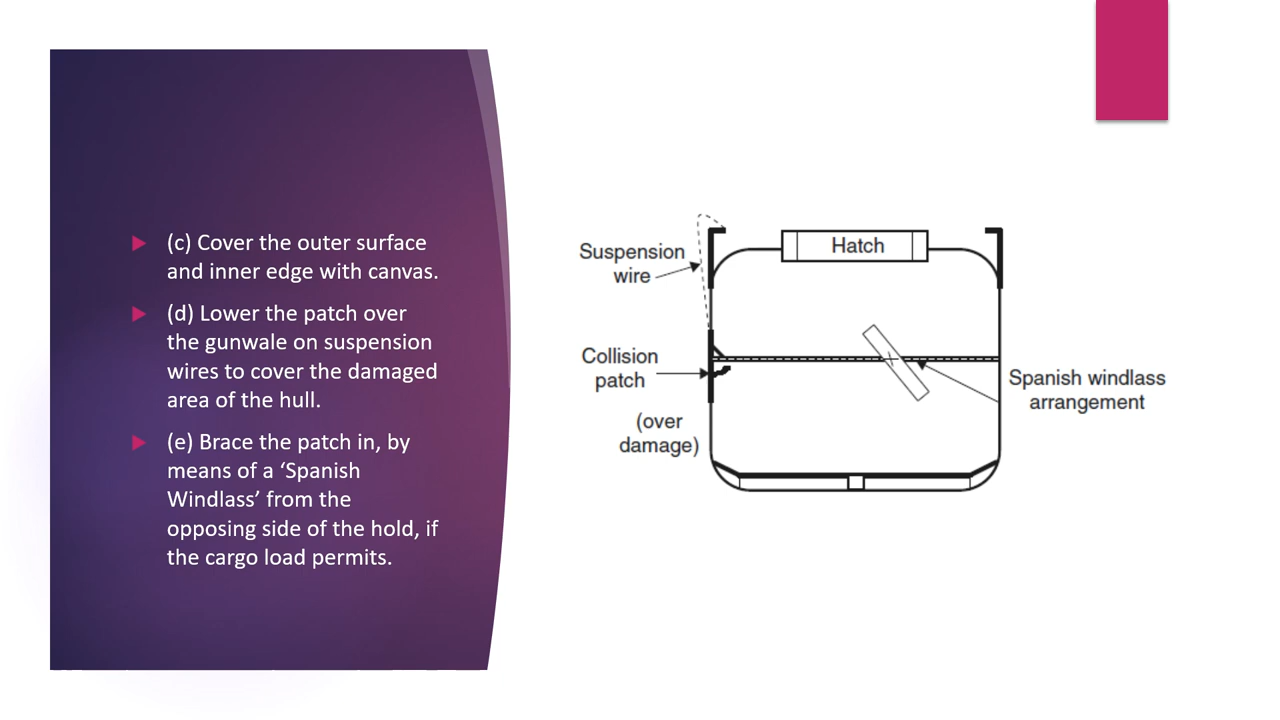 (c) Cover the outer surface
and inner edge with canvas.
(d) Lower the patch over
the gunwale on suspension
wires to cover the damaged
area of the hull.
(e) Brace the patch in, by
means of a ‘Spanish
Windlass’ from the
opposing side of the hold, if
the cargo load permits.
Hatch
Suspension
wire
Collision
patch
(over
damage)
Spanish windlass
arrangement